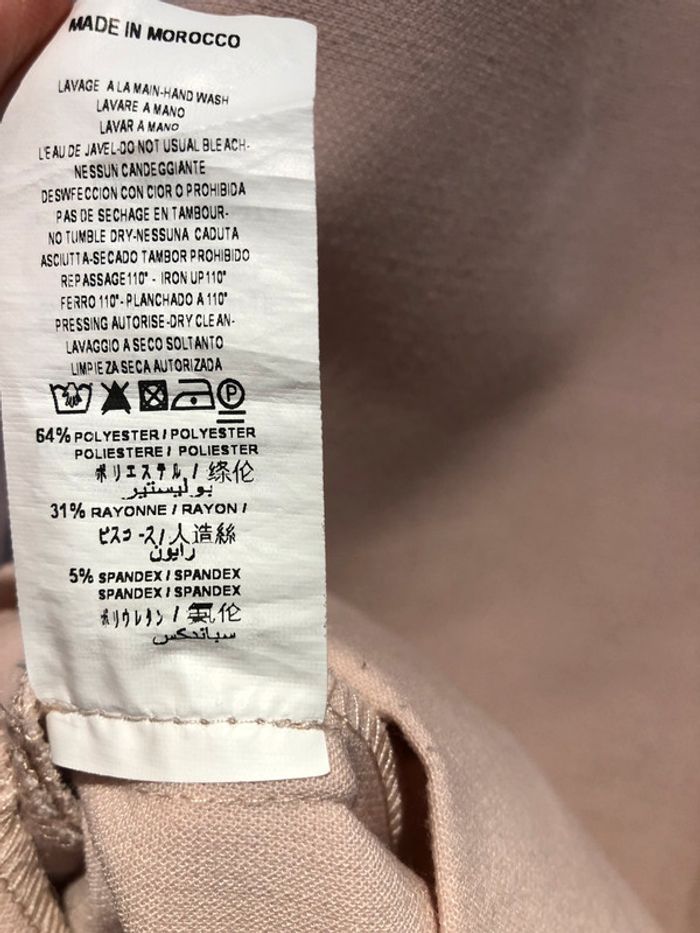 MADE IN MOROCCO
LAVAGE A LA MAIN-HAND WASH
LAVARE A MANO
LAVAR A MANO
L'EAU DE JAVEL-DO NOT USUAL BLEACH-
NESSUN CANDEGGIANTE
DESWFECCION CON CIOR O PROHIBIDA
PAS DE SECHAGE EN TAMBOUR-
NO TUMBLE DRY-NESSUNA CADUTA
ASCIUTTA-SECADO TAMBOR PROHIBIDO
REPASSAGE 110° - IRON UP 110°
FERRO 110°-PLANCHADO A 110°
PRESSING AUTORISE-DRY CLEAN-
LAVAGGIO A SECO SOLTANTO
LIMPIEZA SECA AUTORIZADA
P
64% POLYESTER / POLYESTER
POLIESTERE / POLIESTER
ポリエステル / 绦伦
بوليستير
31% RAYONNE / RAYON /
ビスコース / 人造絲
رايون
5% SPANDEX / SPANDEX
SPANDEX / SPANDEX
ポリウレタン / 氨伦
سباندكس